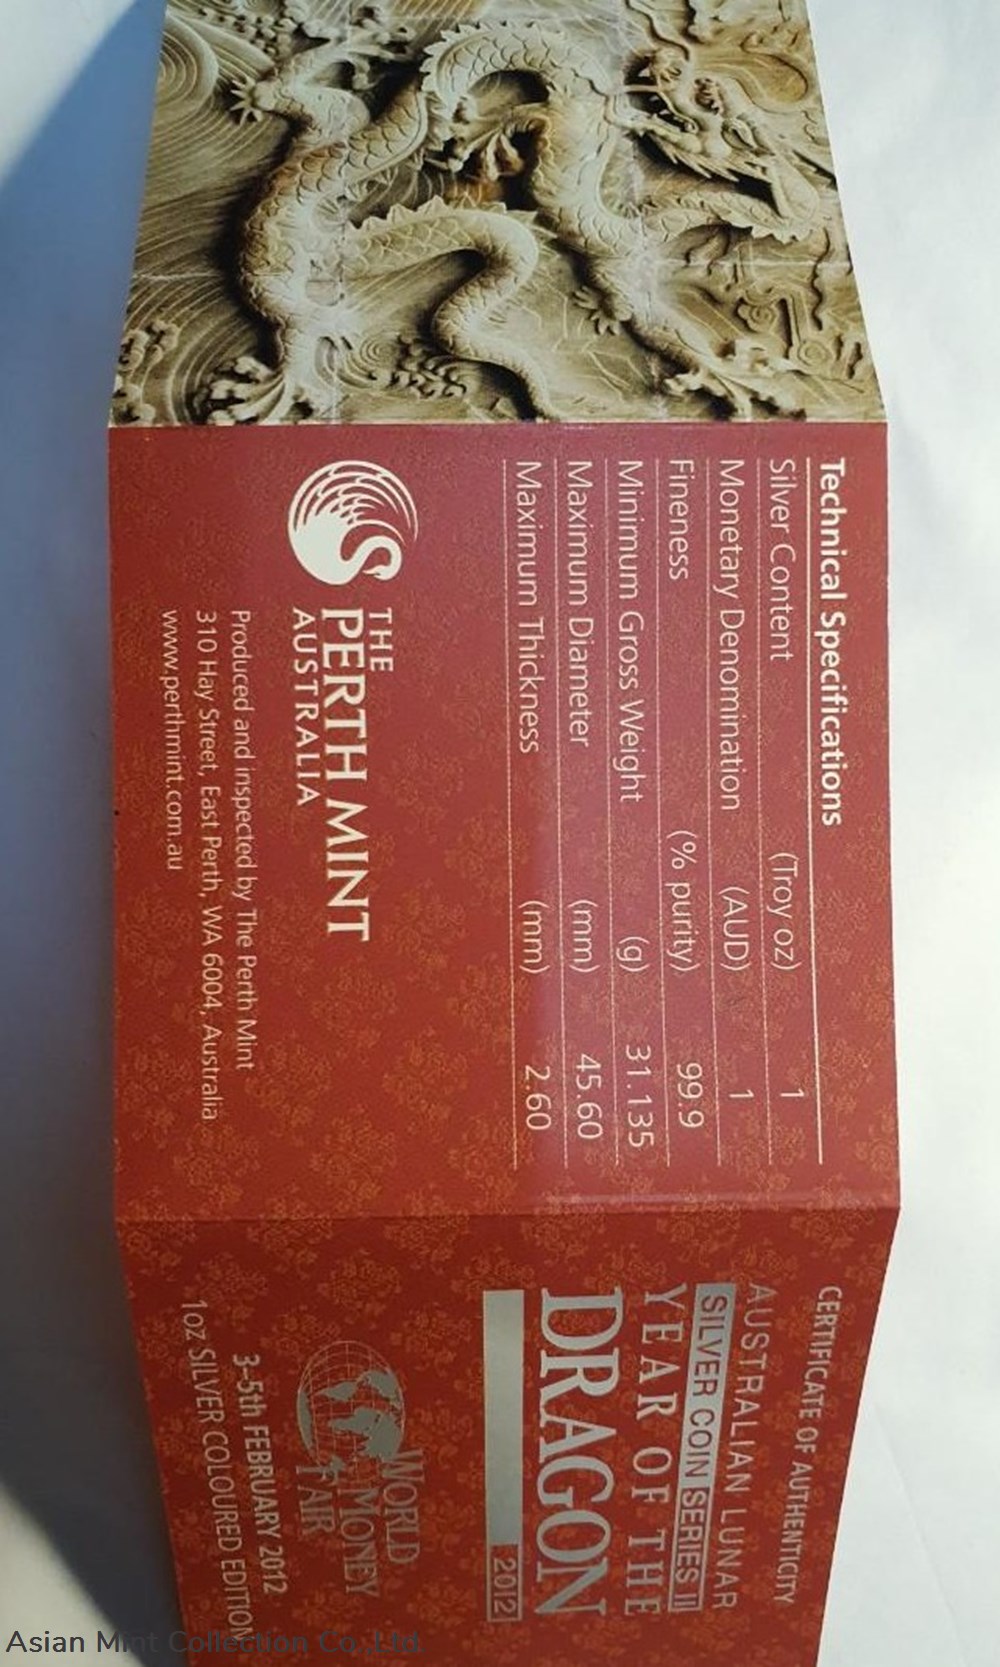 Technical Specifications
Silver Content (Troy oz) 1
Monetary Denomination (AUD) 1
Fineness (% purity) 99.9
Minimum Gross Weight (g) 31.135
Maximum Diameter (mm) 45.60
Maximum Thickness (mm) 2.60
THE
PERTH MINT
AUSTRALIA
Produced and inspected by The Perth Mint
310 Hay Street, East Perth, WA 6004, Australia
www.perthmint.com.au
CERTIFICATE OF AUTHENTICITY
AUSTRALIAN LUNAR
SILVER COIN SERIES II
YEAR OF THE
DRAGON
2012
WORLD
MONEY
FAIR
3-5th FEBRUARY 2012
1oz SILVER COLOURED EDITION
Asian Mint Collection Co.,Ltd.